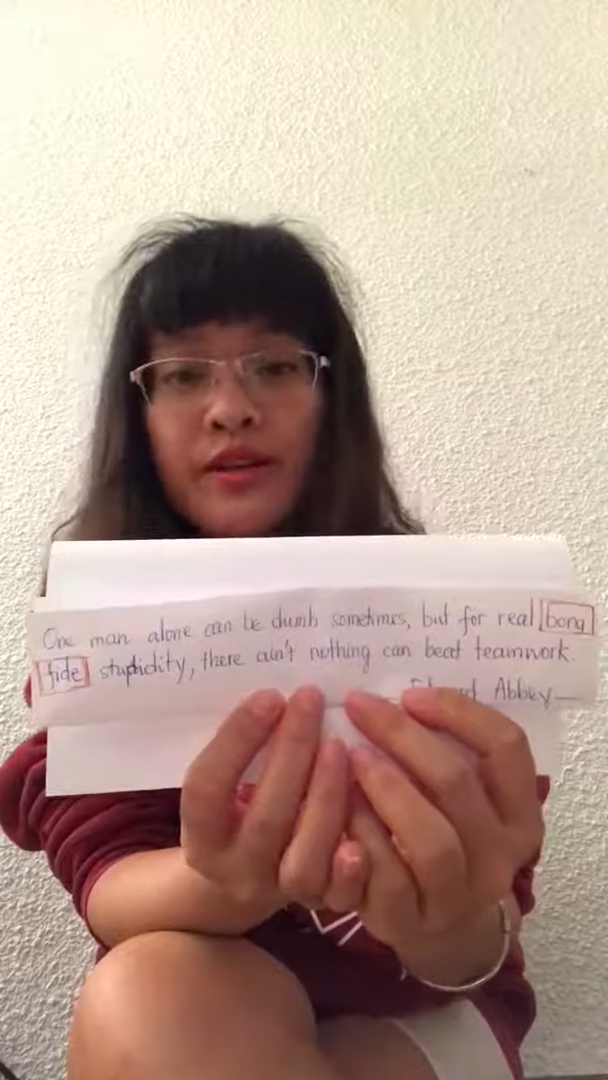 One man alone can be dumb sometimes, but for real bona
fide stupidity, there ain't nothing can beat teamwork.
Abbey—